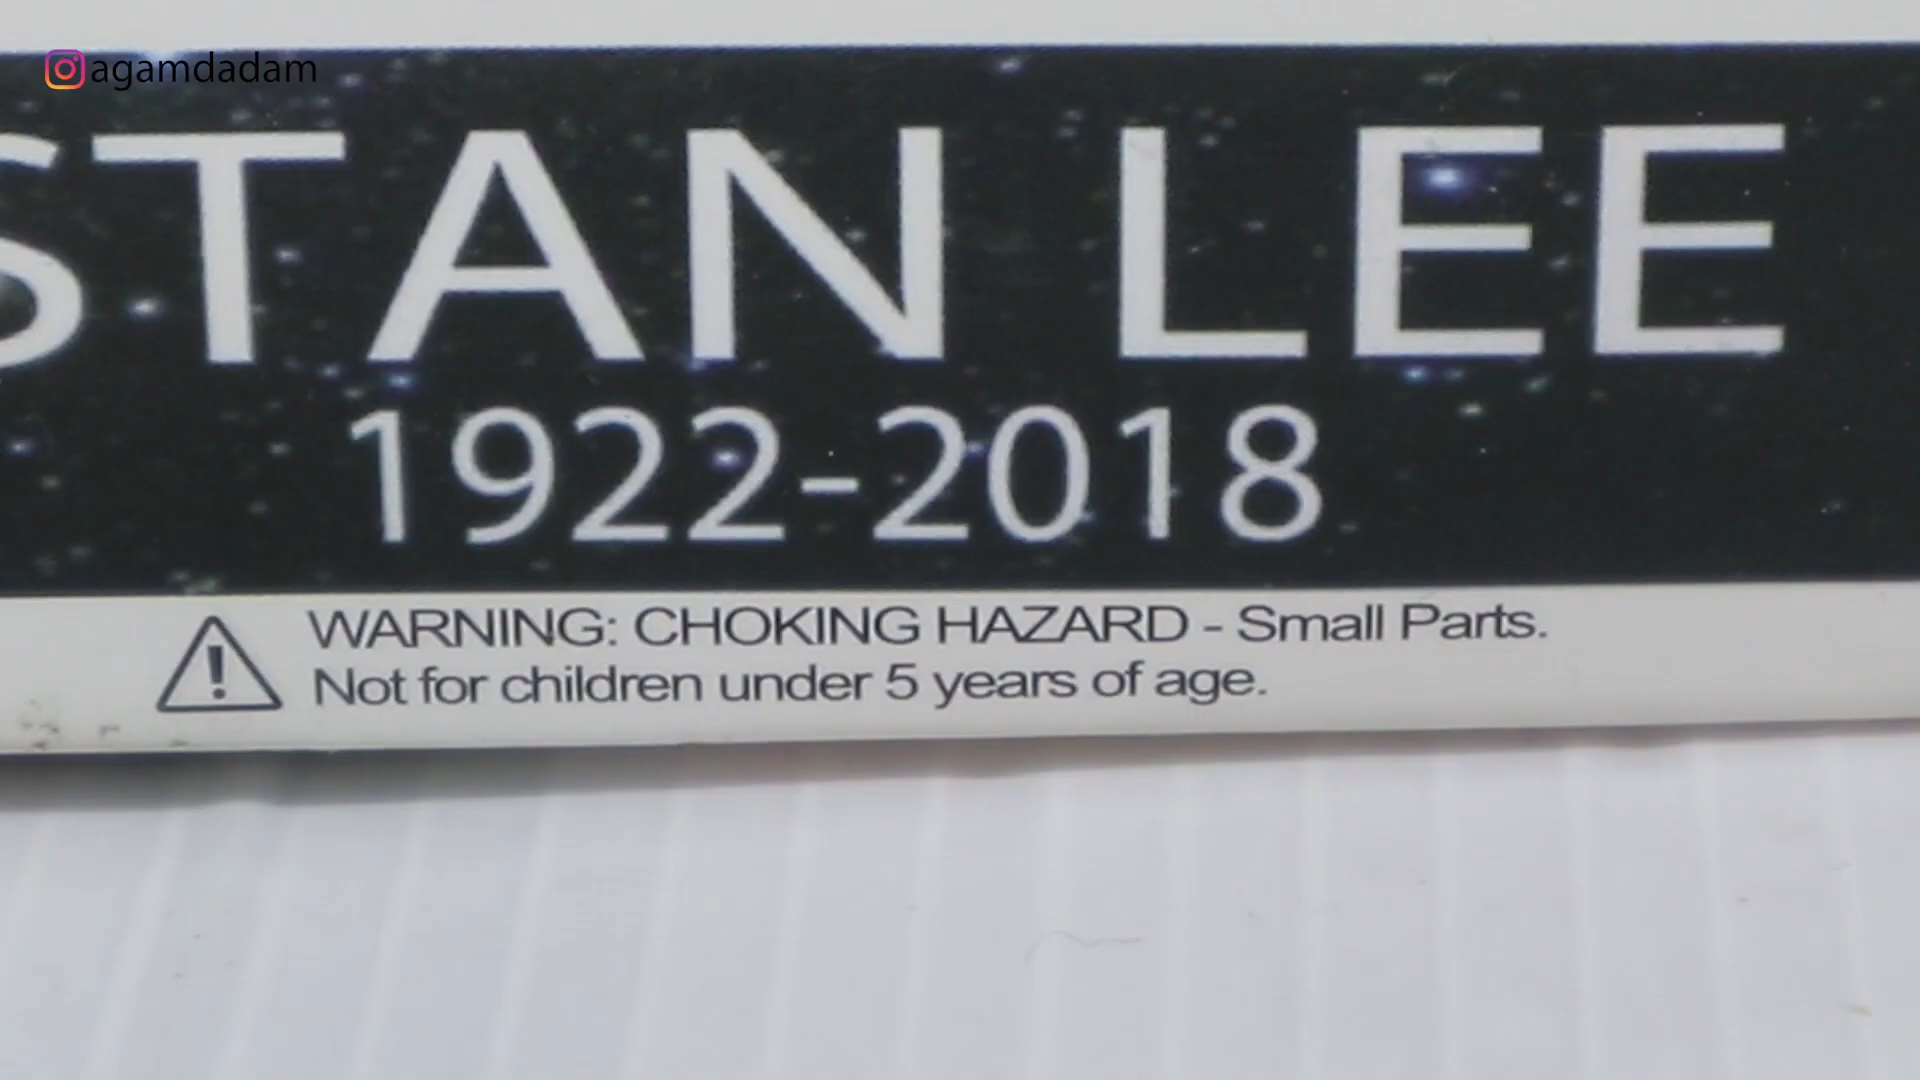 agamdadam
STAN LEE
1922-2018
WARNING: CHOKING HAZARD - Small Parts.
Not for children under 5 years of age.